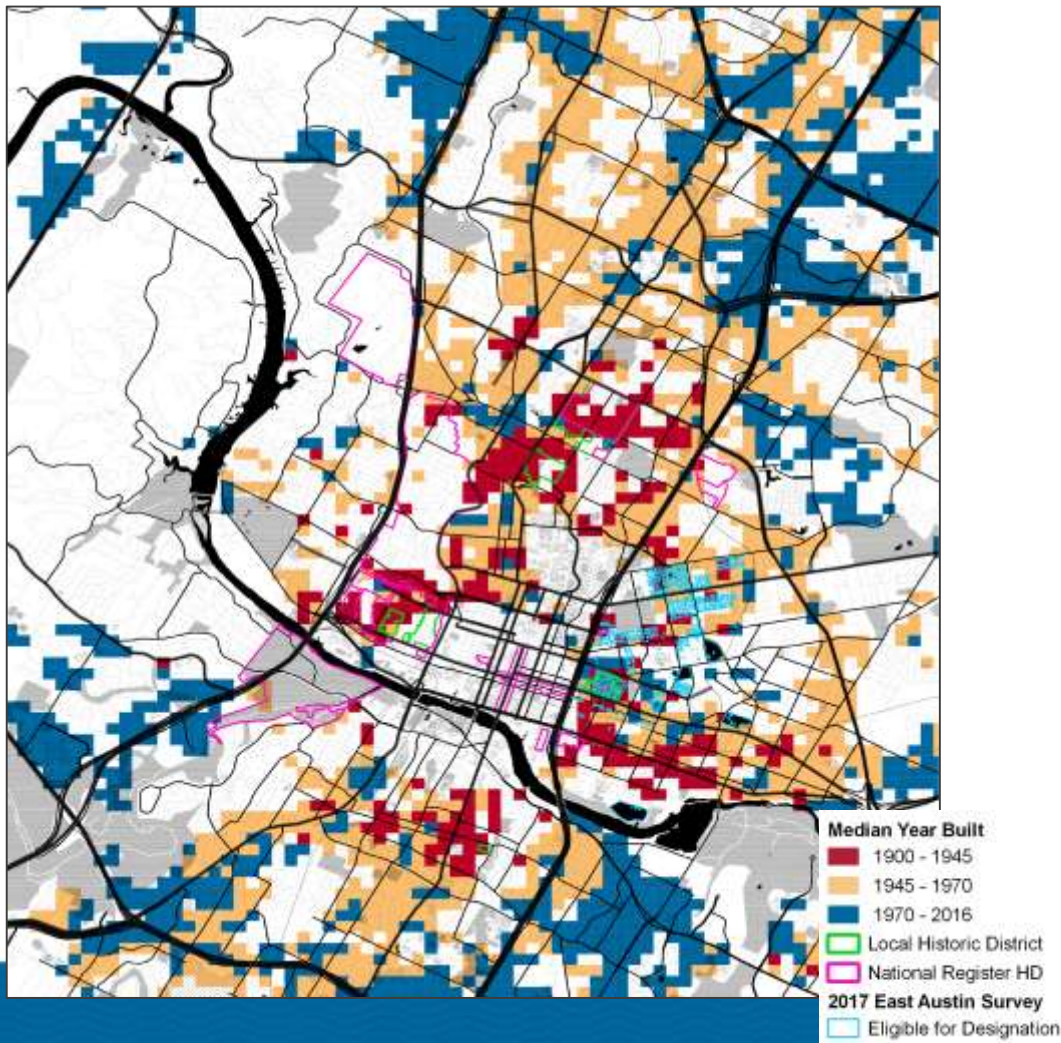 Median Year Built
1900 - 1945
1945 - 1970
1970 - 2016
Local Historic District
National Register HD
2017 East Austin Survey
Eligible for Designation